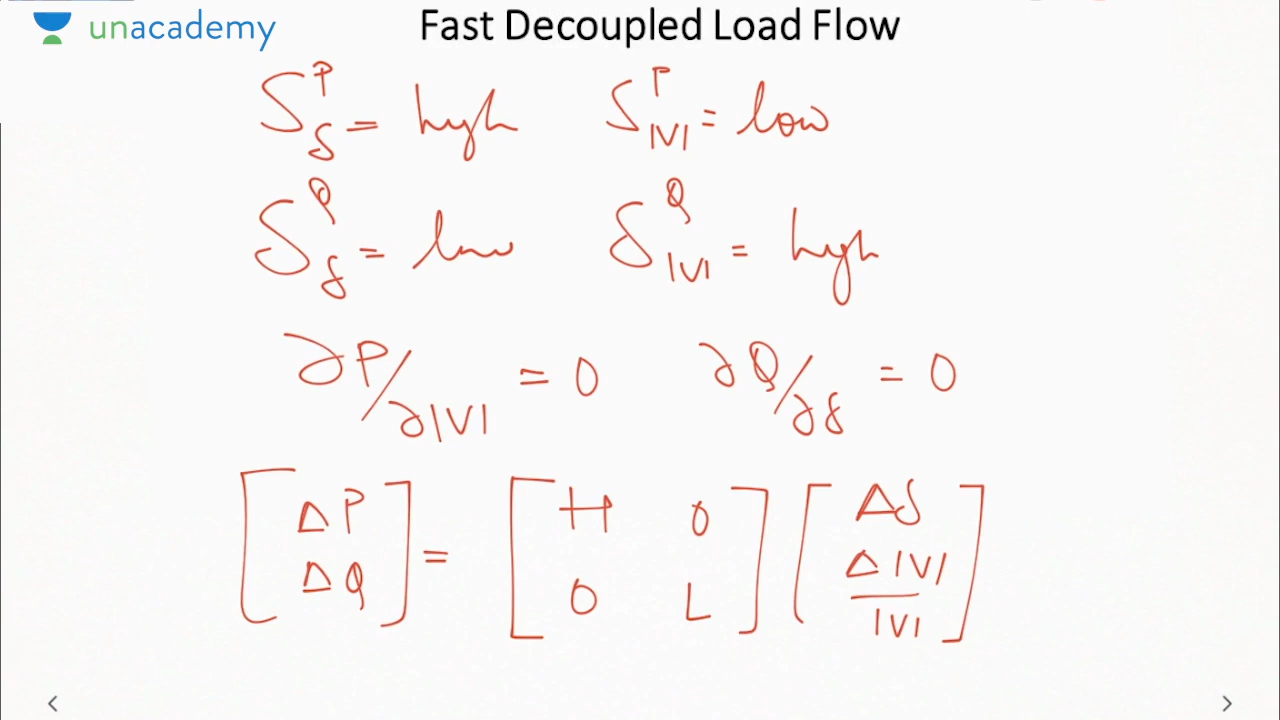 unacademy
Fast Decoupled Load Flow
S^P_δ = high S^P_|V| = low
S^Q_δ = low S^Q_|V| = high
∂P/∂|V| = 0 ∂Q/∂δ = 0
[ΔP ΔQ] = [H 0 0 L] [Δδ Δ|V|/|V|]